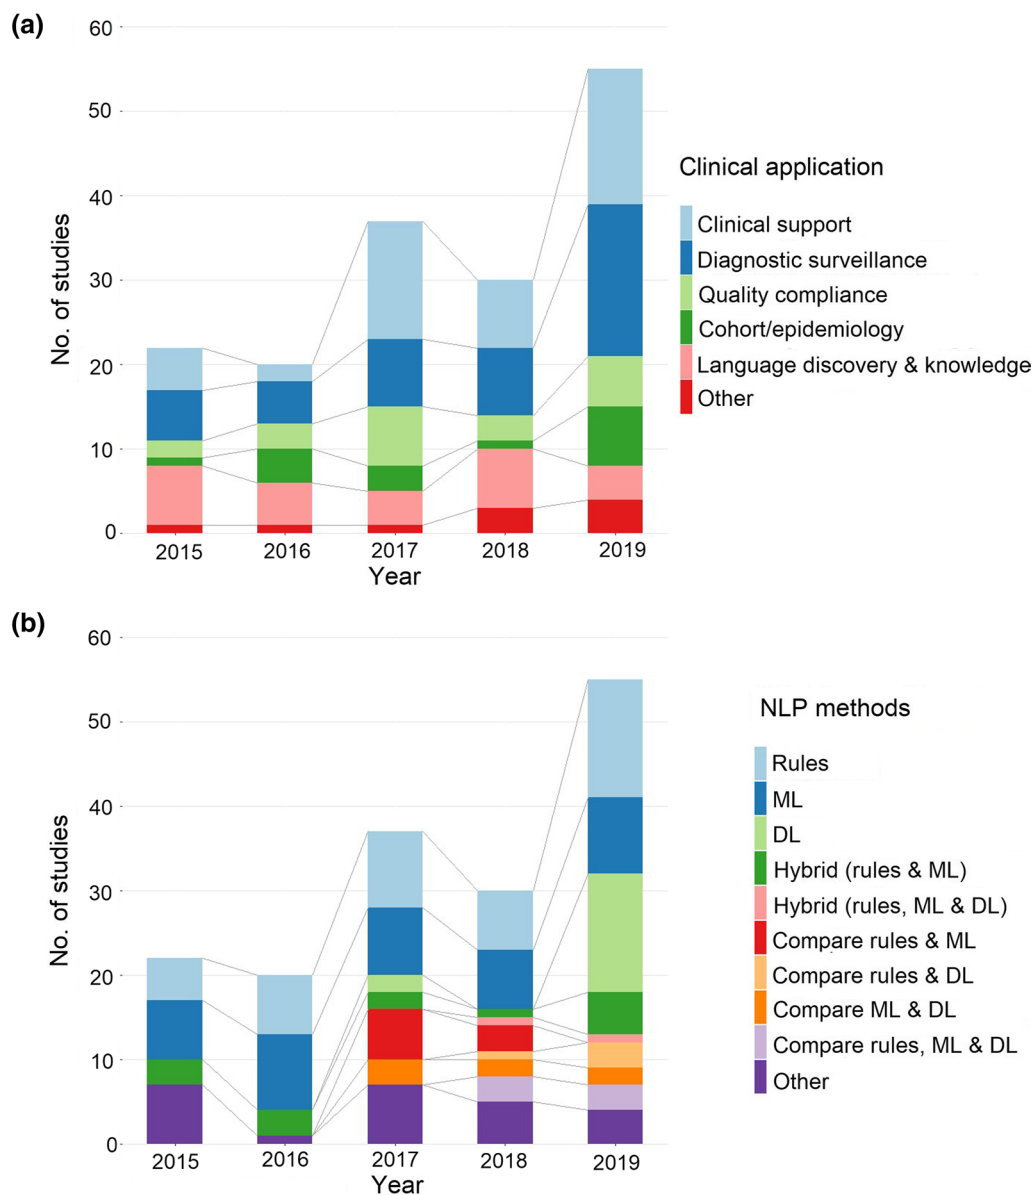 (a)
60
50
40
30
20
10
0
No. of studies
2015 2016 2017 2018 2019
Year
Clinical application
Clinical support
Diagnostic surveillance
Quality compliance
Cohort/epidemiology
Language discovery & knowledge
Other
(b)
60
50
40
30
20
10
0
No. of studies
2015 2016 2017 2018 2019
Year
NLP methods
Rules
ML
DL
Hybrid (rules & ML)
Hybrid (rules, ML & DL)
Compare rules & ML
Compare rules & DL
Compare ML & DL
Compare rules, ML & DL
Other